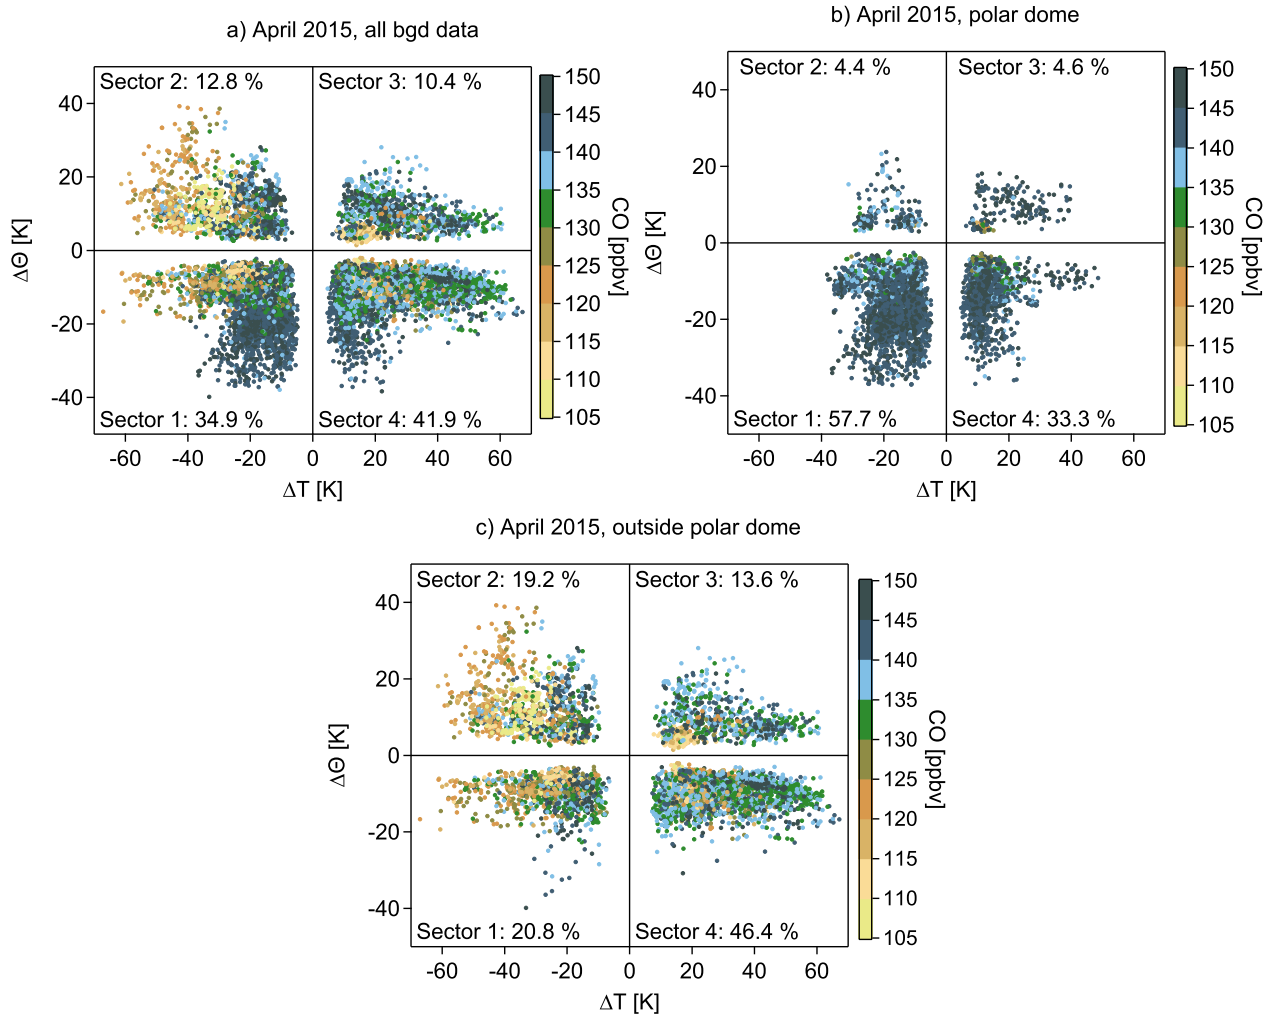 a) April 2015, all bgd data
Sector 2: 12.8 %
Sector 3: 10.4 %
Sector 1: 34.9 %
Sector 4: 41.9 %
40
20
0
-20
-40
ΔΘ [K]
-60
-40
-20
0
20
40
60
ΔT [K]
150
145
140
135
130
125
120
115
110
105
CO [ppbv]
b) April 2015, polar dome
Sector 2: 4.4 %
Sector 3: 4.6 %
Sector 1: 57.7 %
Sector 4: 33.3 %
40
20
0
-20
-40
ΔΘ [K]
-60
-40
-20
0
20
40
60
ΔT [K]
150
145
140
135
130
125
120
115
110
105
CO [ppbv]
c) April 2015, outside polar dome
Sector 2: 19.2 %
Sector 3: 13.6 %
Sector 1: 20.8 %
Sector 4: 46.4 %
40
20
0
-20
-40
ΔΘ [K]
-60
-40
-20
0
20
40
60
ΔT [K]
150
145
140
135
130
125
120
115
110
105
CO [ppbv]